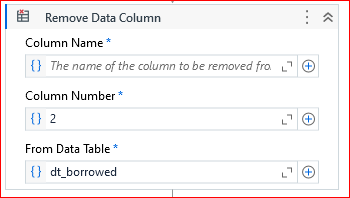 Remove Data Column
Column Name *
{} The name of the column to be removed fro.
Column Number *
{} 2
From Data Table *
{} dt_borrowed